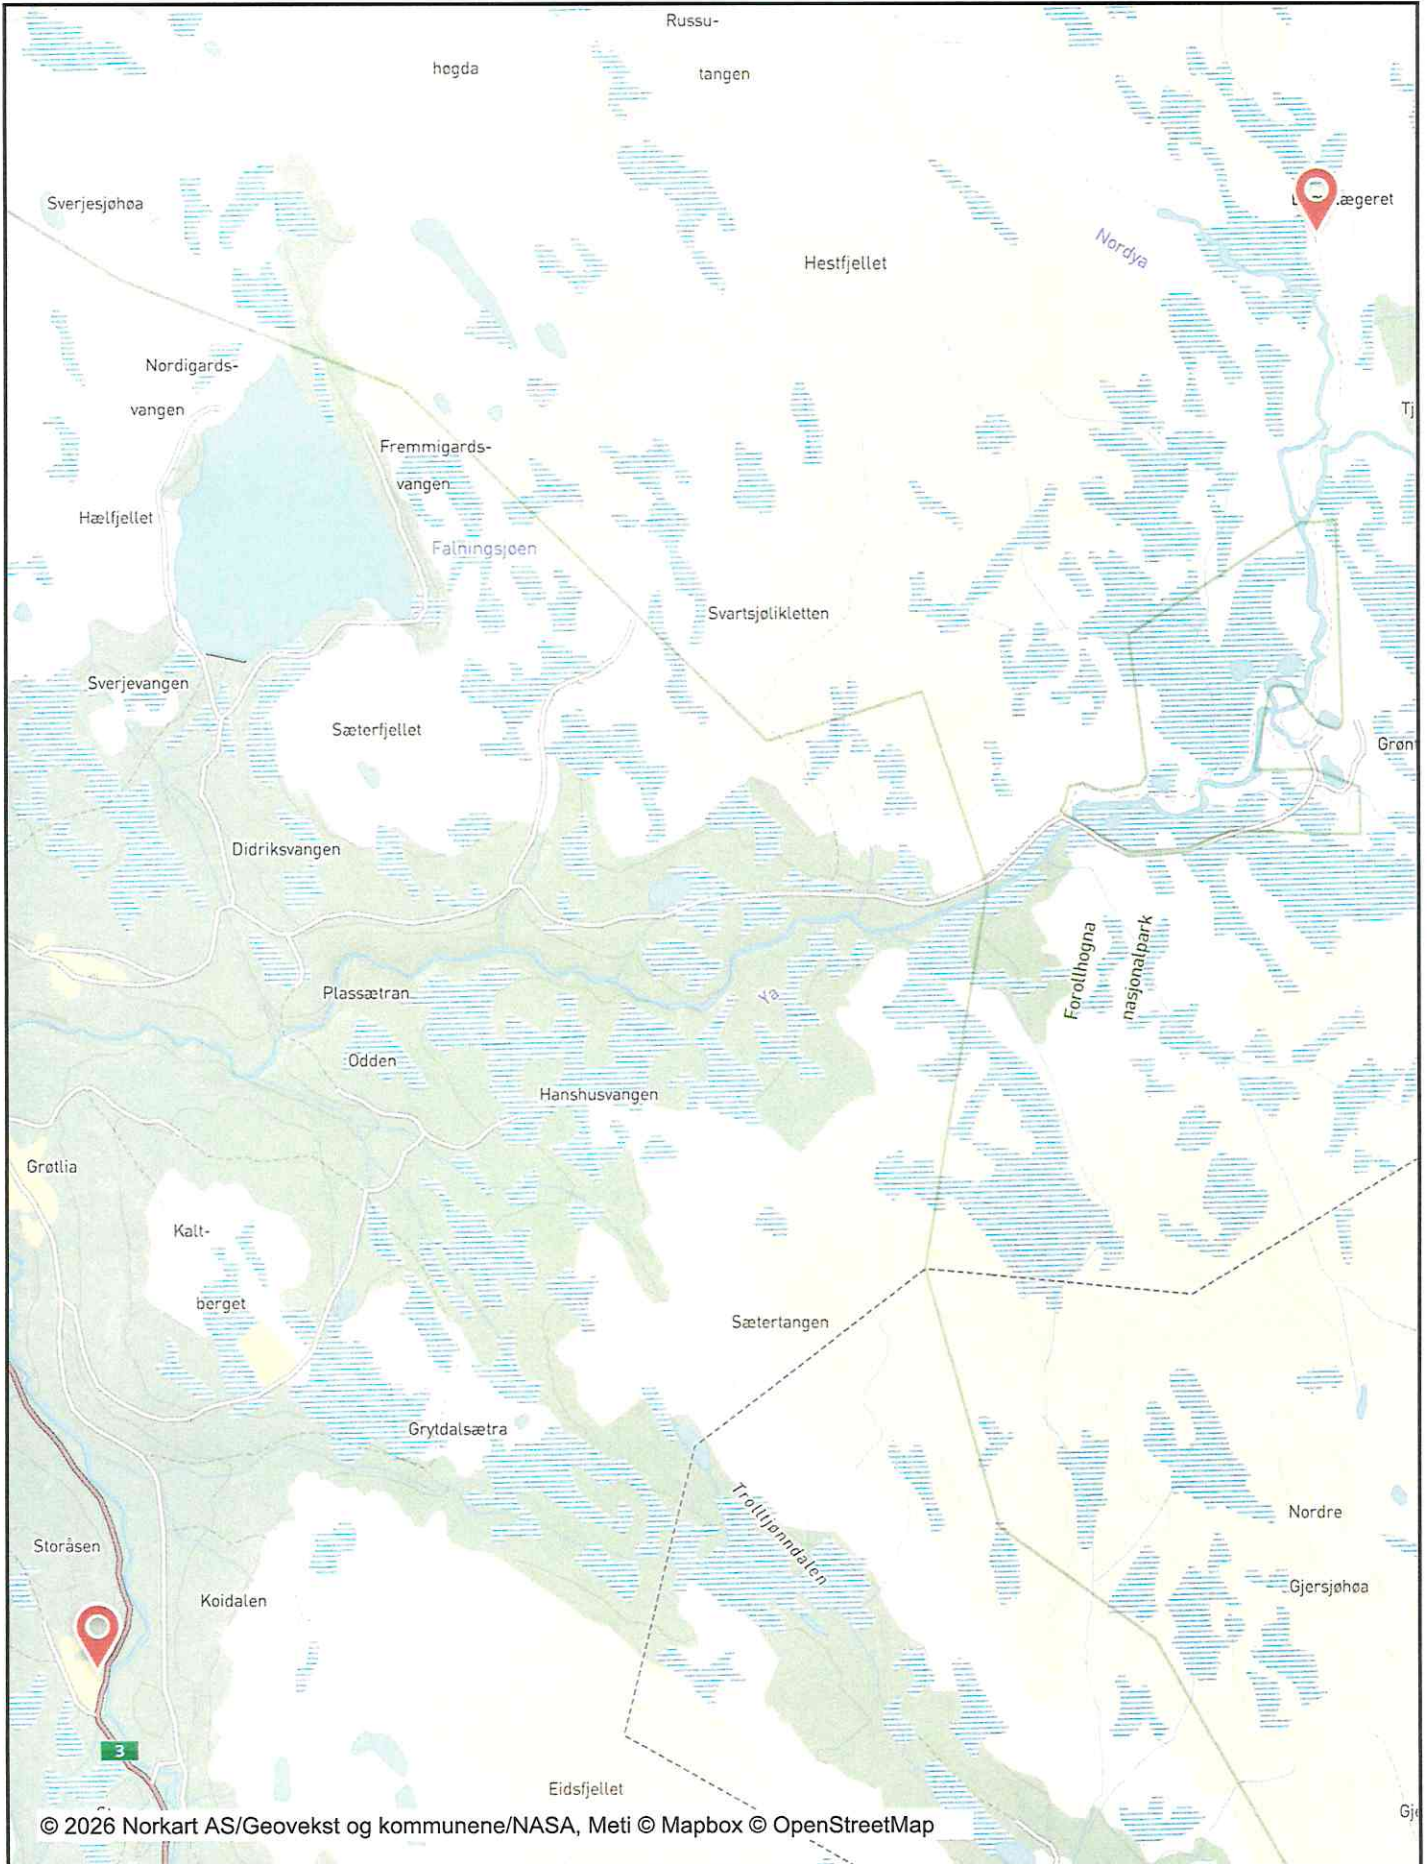 Russu-
høgda
tangen
Sverjesjøhøa
Hestfjellet
Nordya
Nordigards-
vangen
Fremmigards-
vangen
Hælfjellet
Falningsjøen
Svartsjølikletten
Sverjevangen
Sæterfjellet
Didriksvangen
Forollhogna
nasjonalpark
Plassætran
Ya
Odden
Hanshusvangen
Grøtlia
Kalt-
berget
Sætertangen
Grytdalsætra
Trolltjønndalen
Nordre
Storåsen
Gjersjøhøa
Koidalen
3
Eidsfjellet
© 2026 Norkart AS/Geovekst og kommunene/NASA, Meti © Mapbox © OpenStreetMap